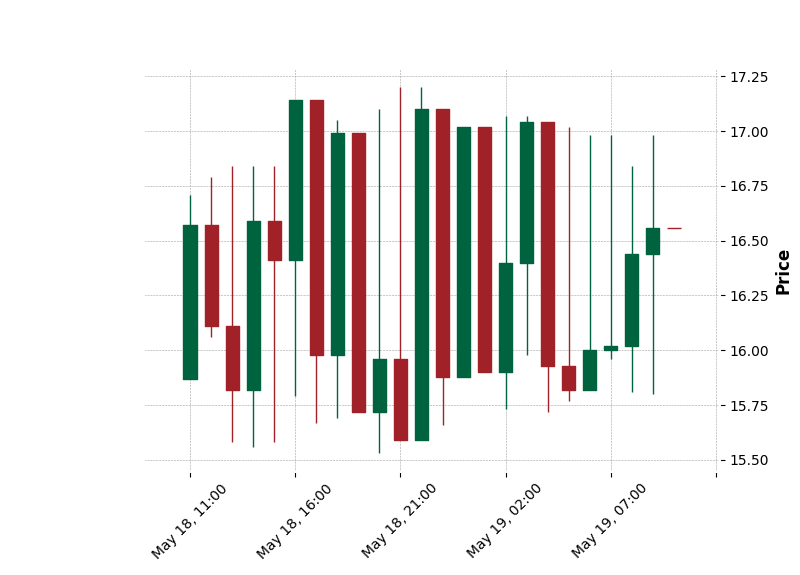 17.25
17.00
16.75
16.50
16.25
16.00
15.75
15.50
Price
May 18, 11:00
May 18, 16:00
May 18, 21:00
May 19, 02:00
May 19, 07:00